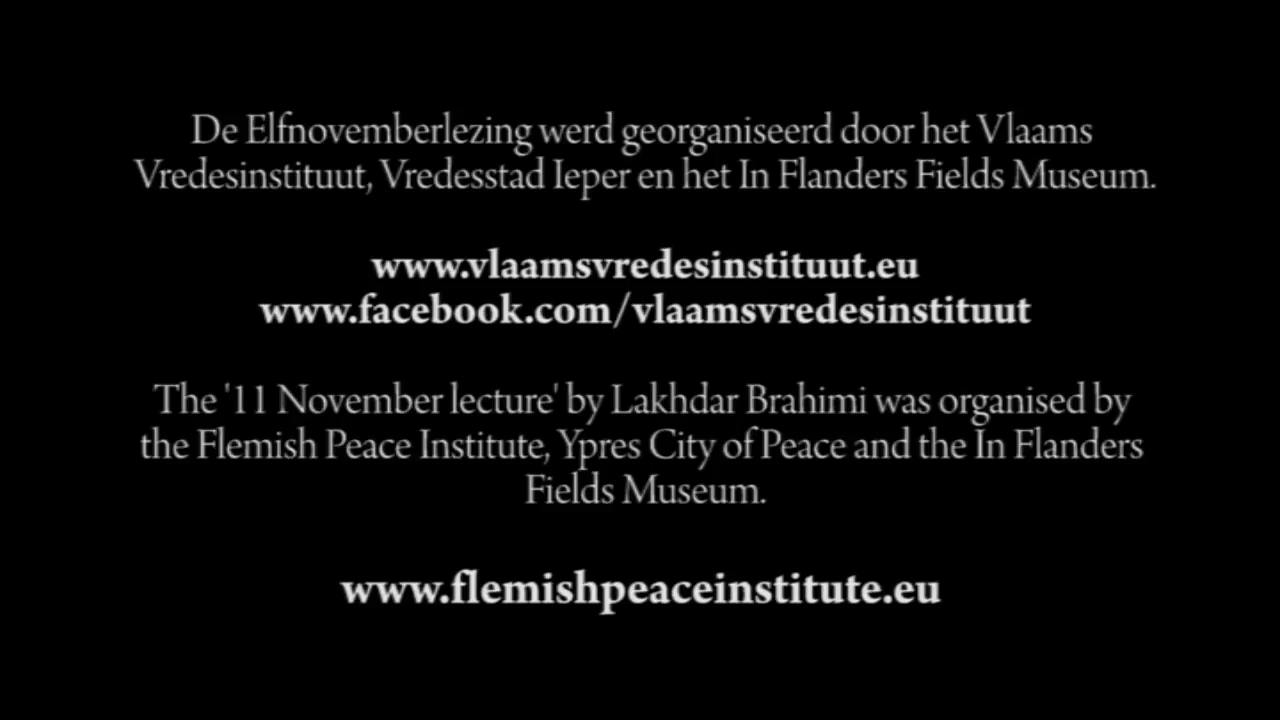 De Elfnovemberlezing werd georganiseerd door het Vlaams
Vredesinstituut, Vredesstad Ieper en het In Flanders Fields Museum.
www.vlaamsvredesinstituut.eu
www.facebook.com/vlaamsvredesinstituut
The '11 November lecture' by Lakhdar Brahimi was organised by
the Flemish Peace Institute, Ypres City of Peace and the In Flanders
Fields Museum.
www.flemishpeaceinstitute.eu